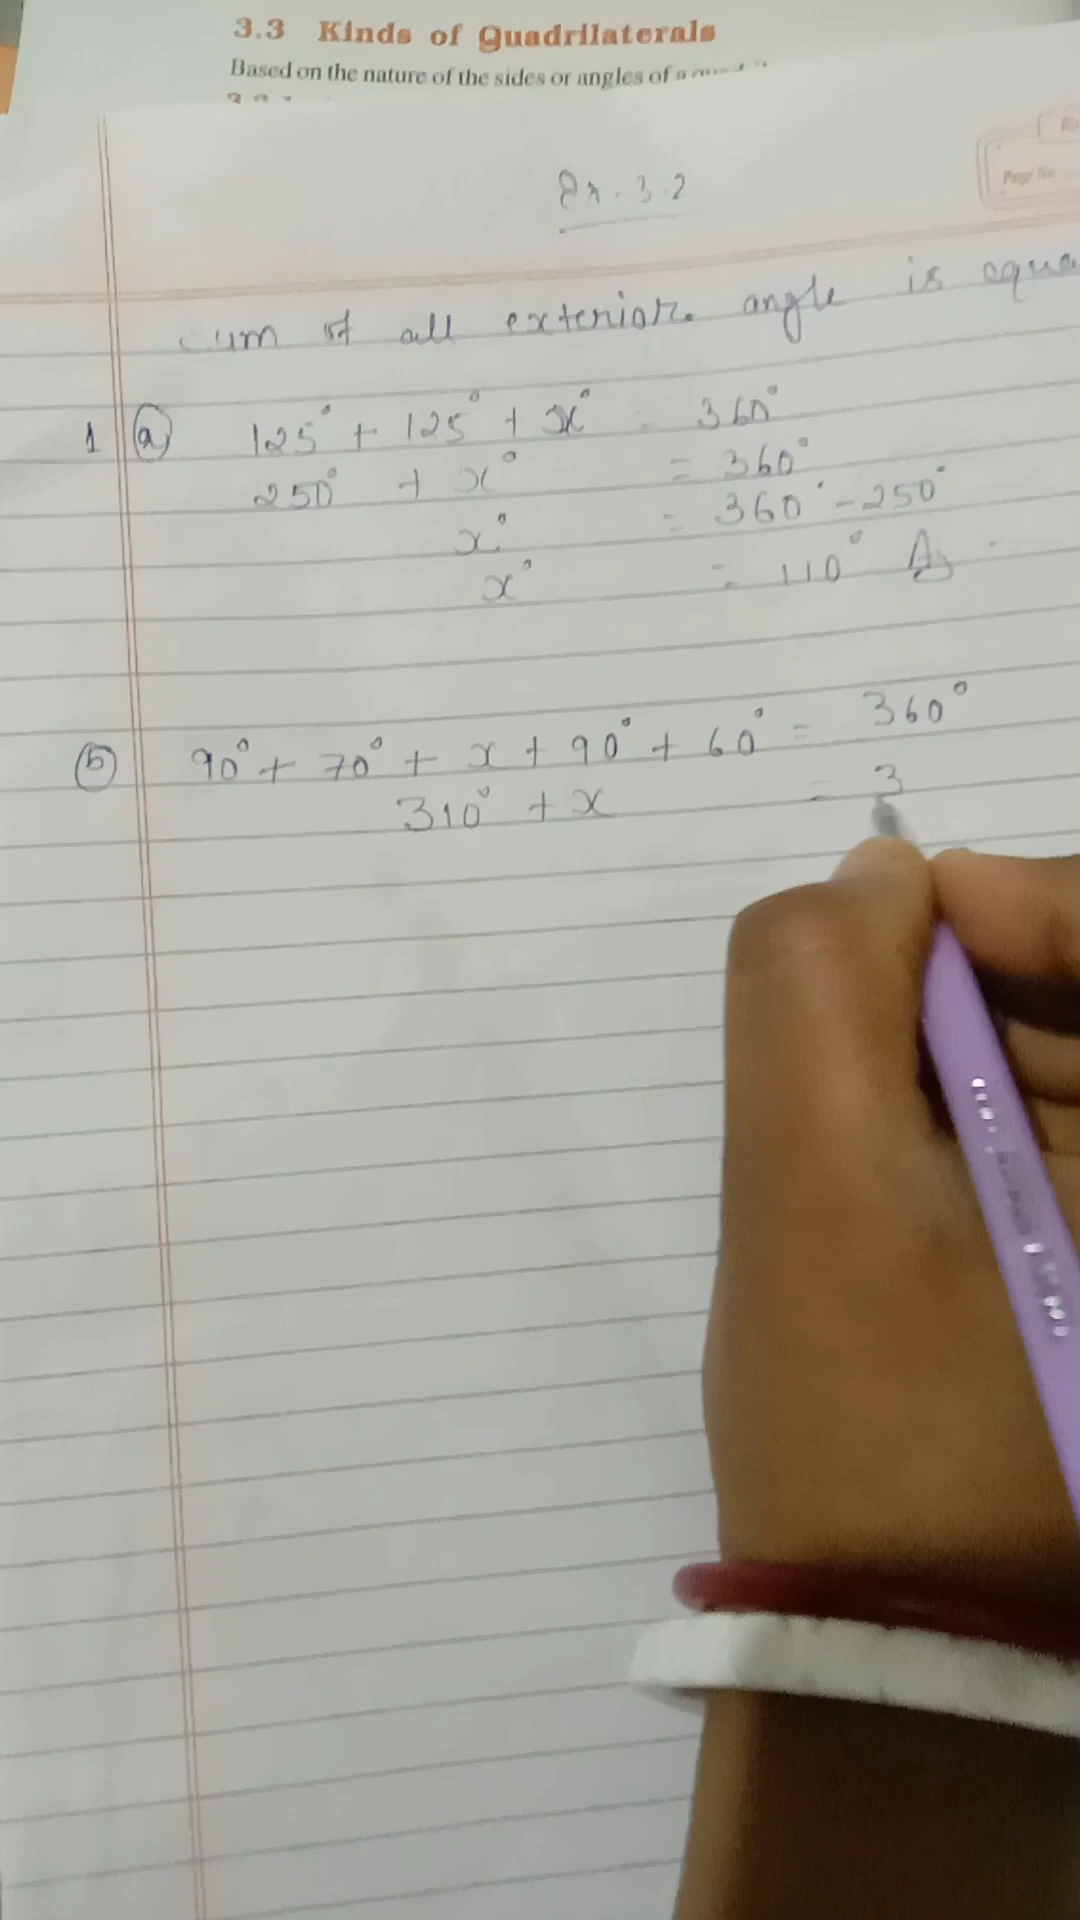 3.3 Kinds of Quadrilaterals
Based on the nature of the sides or angles of a
Ex - 3.2
Page No.
sum of all exterior angle is equa
1 (a) 125° + 125° + x° = 360°
250° + x° = 360°
x° = 360° - 250°
x° = 110° Ans
(b) 90° + 70° + x + 90° + 60° = 360°
310° + x = 3